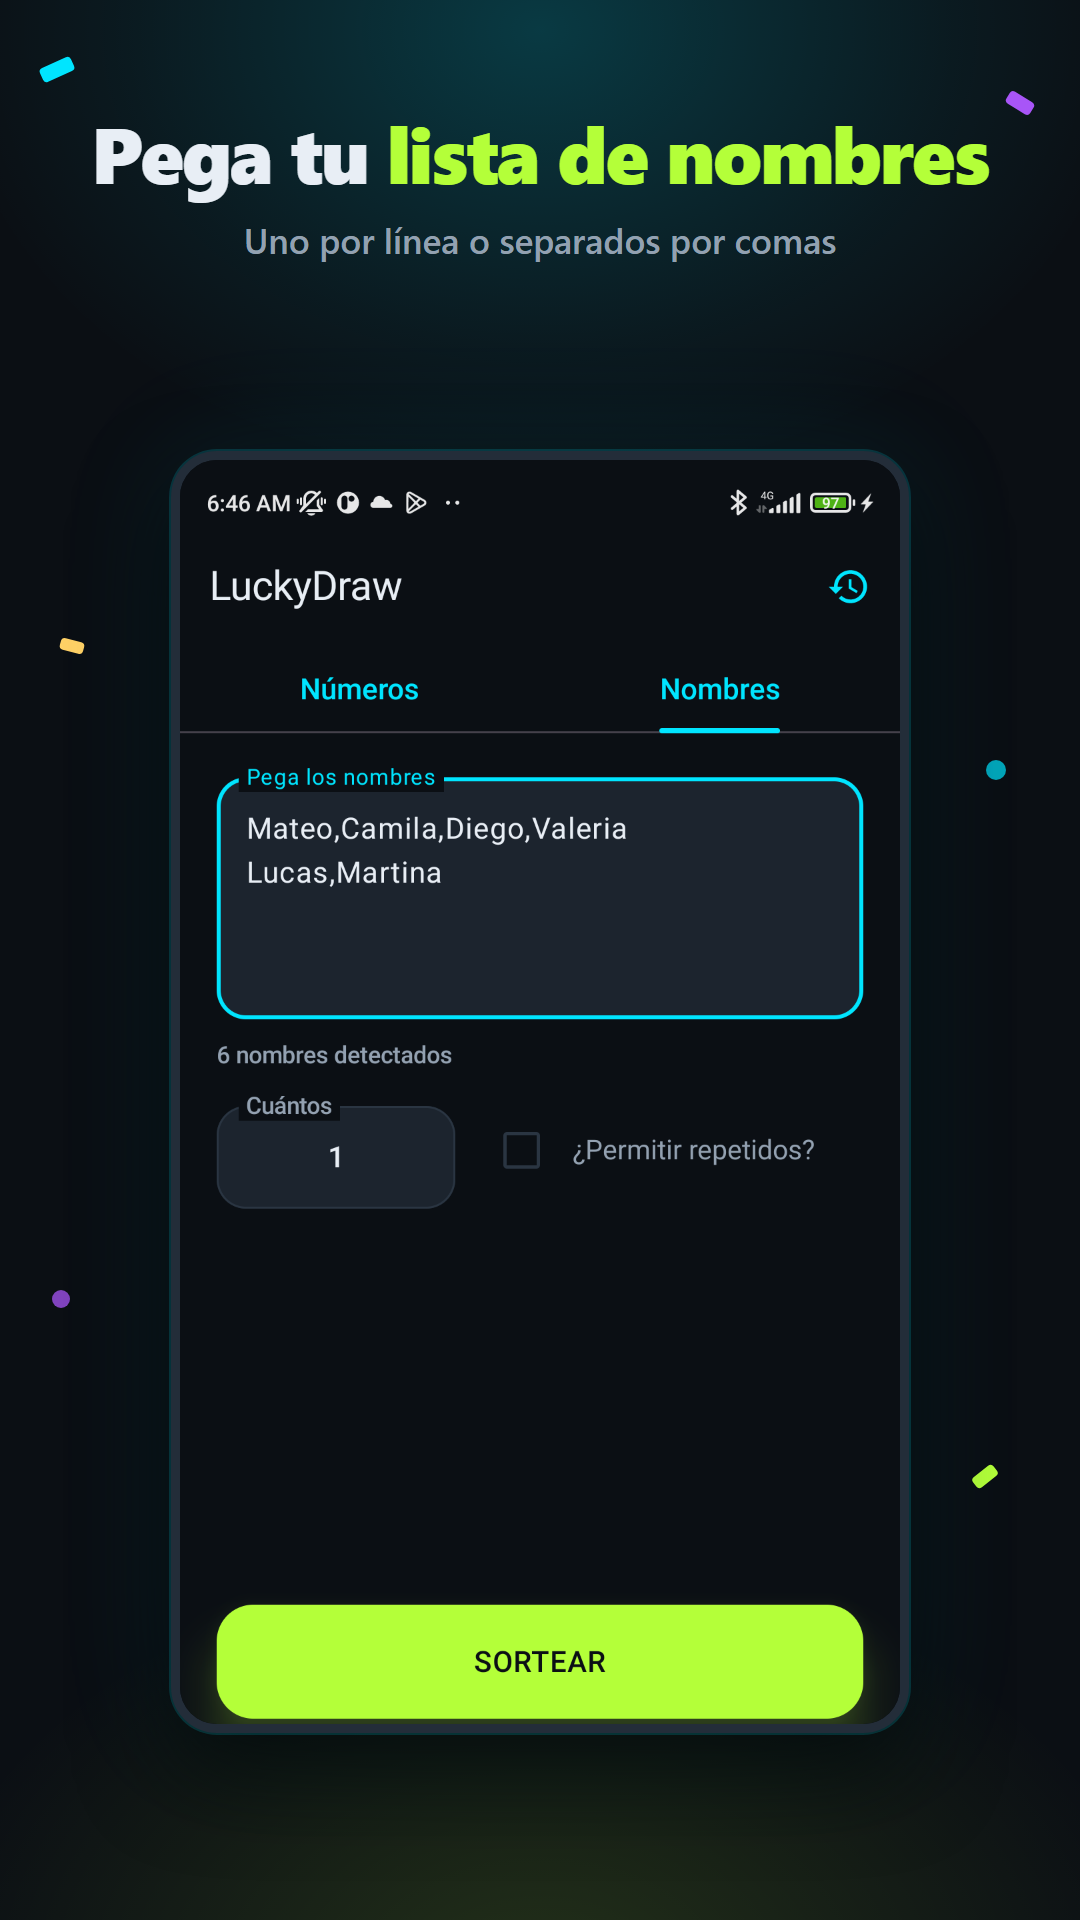 Pega tu lista de nombres
Uno por línea o separados por comas
6:46 AM
4G
97
LuckyDraw
Números
Nombres
Pega los nombres
Mateo,Camila,Diego,Valeria
Lucas,Martina
6 nombres detectados
Cuántos
1
¿Permitir repetidos?
SORTEAR